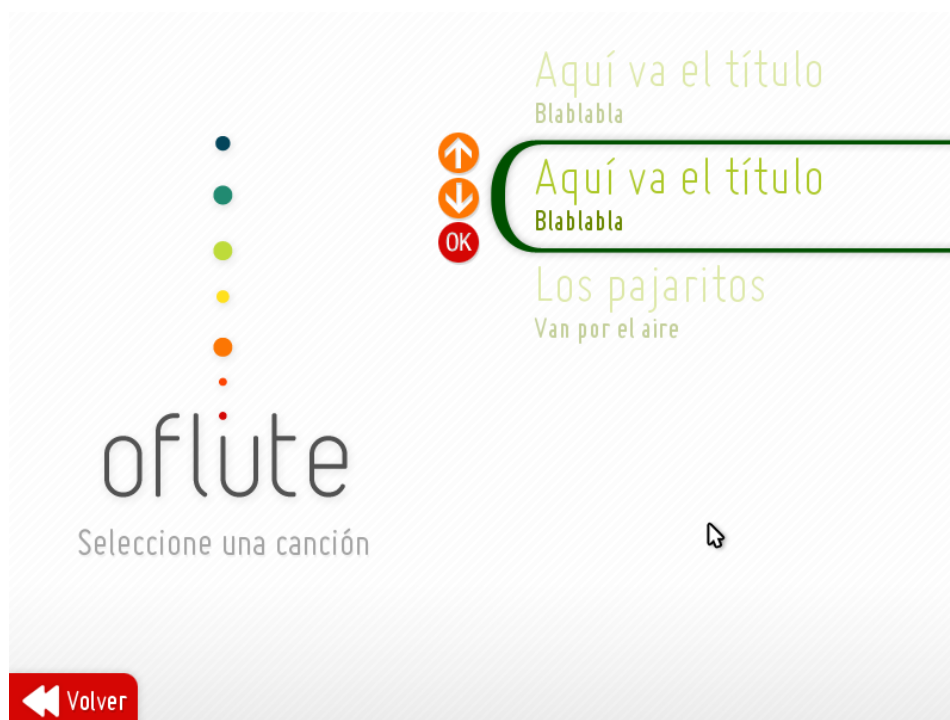 Aquí va el título
Blablabla
Aquí va el título
Blablabla
OK
Los pajaritos
Van por el aire
oflute
Seleccione una canción
Volver